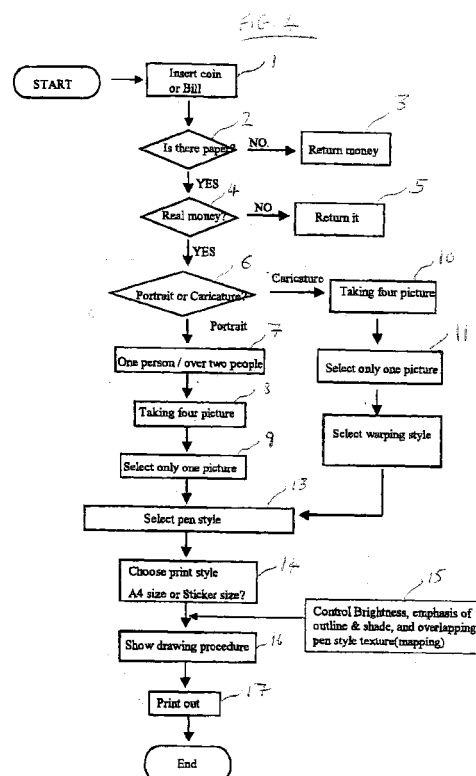 FIG. 4
START
1
Insert coin
or Bill
2
Is there paper?
NO.
3
Return money
YES
4
Real money?
NO
5
Return it
YES
6
Portrait or Caricature?
Caricature
10
Taking four picture
Portrait
7
One person / over two people
11
Select only one picture
8
Taking four picture
Select warping style
9
Select only one picture
13
Select pen style
14
Choose print style
A4 size or Sticker size?
15
Control Brightness, emphasis of
outline & shade, and overlapping
pen style texture(mapping)
16
Show drawing procedure
17
Print out
End